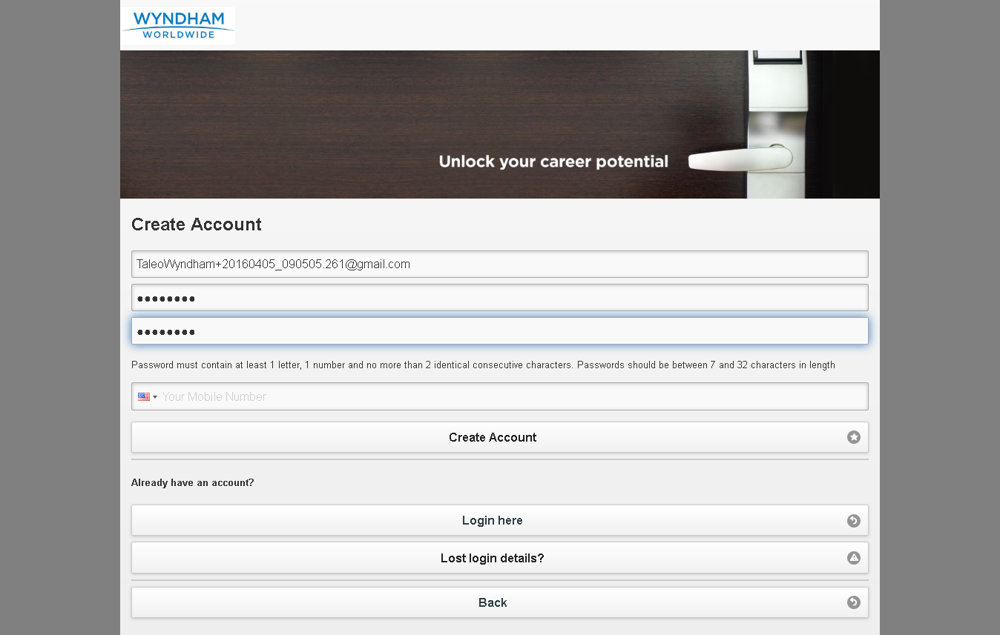 WYNDHAM
WORLDWIDE
Unlock your career potential
Create Account
TaleoWyndham+20160405_090505.261@gmail.com
••••••••
••••••••
Password must contain at least 1 letter, 1 number and no more than 2 identical consecutive characters. Passwords should be between 7 and 32 characters in length
Your Mobile Number
Create Account
Already have an account?
Login here
Lost login details?
Back